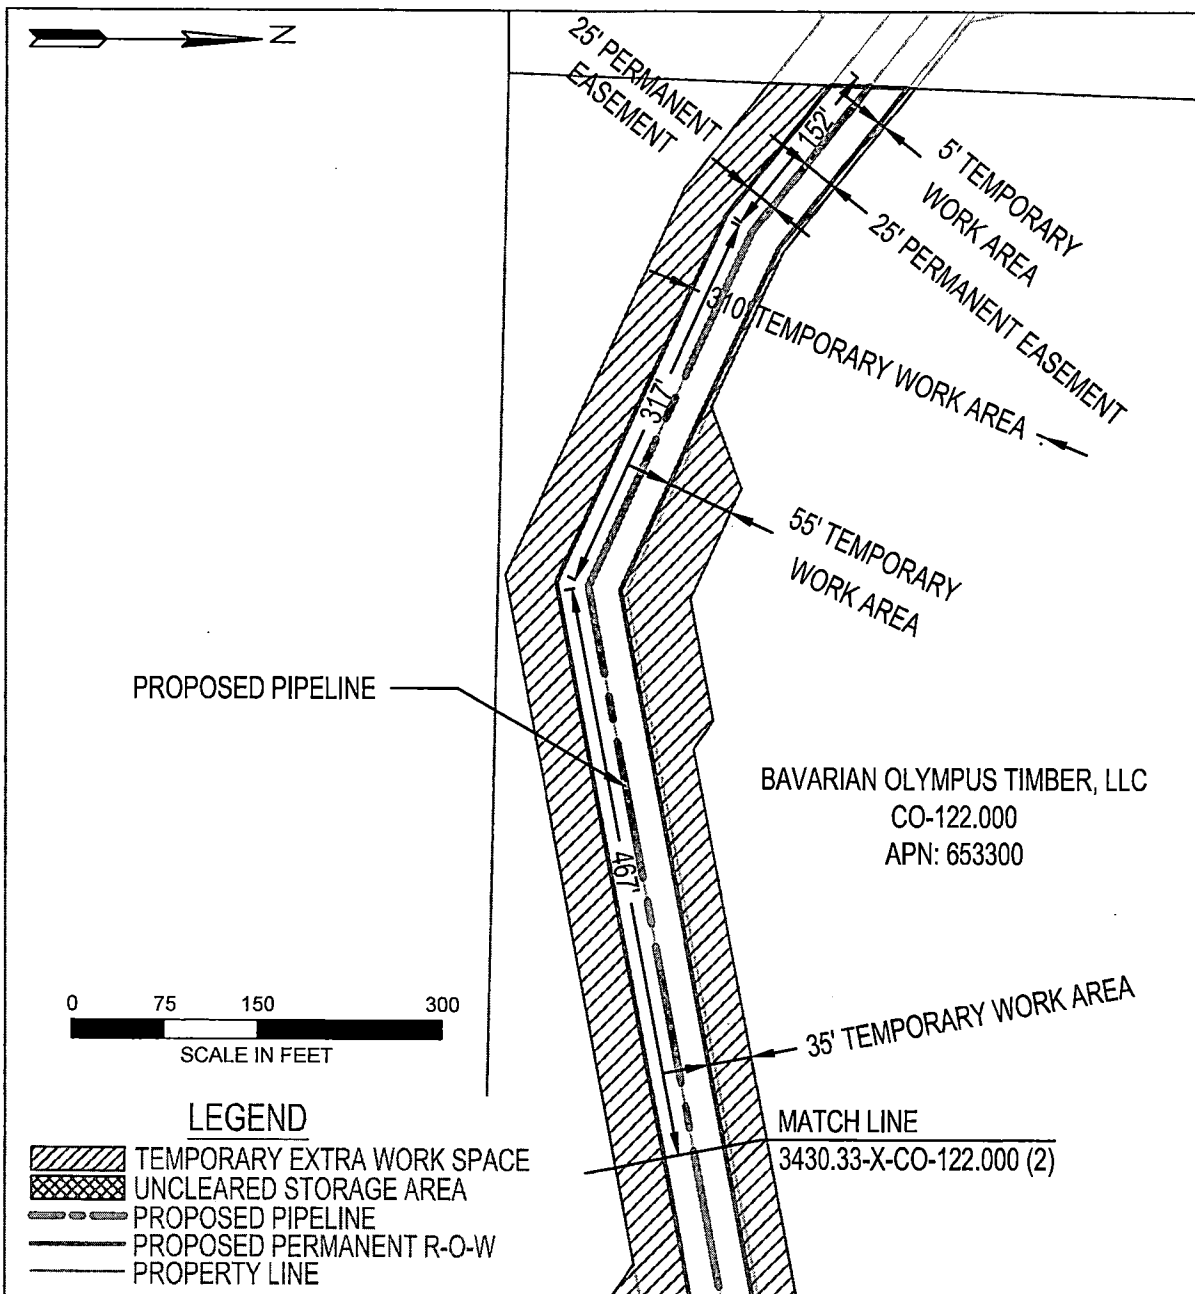 N
25' PERMANENT
EASEMENT
152'
5' TEMPORARY
WORK AREA
25' PERMANENT EASEMENT
310' TEMPORARY WORK AREA
317'
55' TEMPORARY
WORK AREA
PROPOSED PIPELINE
BAVARIAN OLYMPUS TIMBER, LLC
CO-122.000
APN: 653300
467'
0 75 150 300
SCALE IN FEET
35' TEMPORARY WORK AREA
MATCH LINE
3430.33-X-CO-122.000 (2)
LEGEND
TEMPORARY EXTRA WORK SPACE
UNCLEARED STORAGE AREA
PROPOSED PIPELINE
PROPOSED PERMANENT R-O-W
PROPERTY LINE